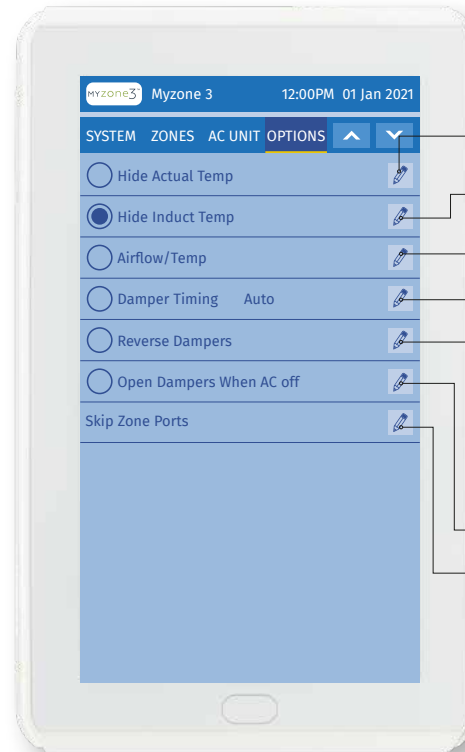 MYZONE3™ Myzone 3 12:00PM 01 Jan 2021
SYSTEM ZONES AC UNIT OPTIONS
Hide Actual Temp
Hide Induct Temp
Airflow/Temp
Damper Timing Auto
Reverse Dampers
Open Dampers When AC off
Skip Zone Ports